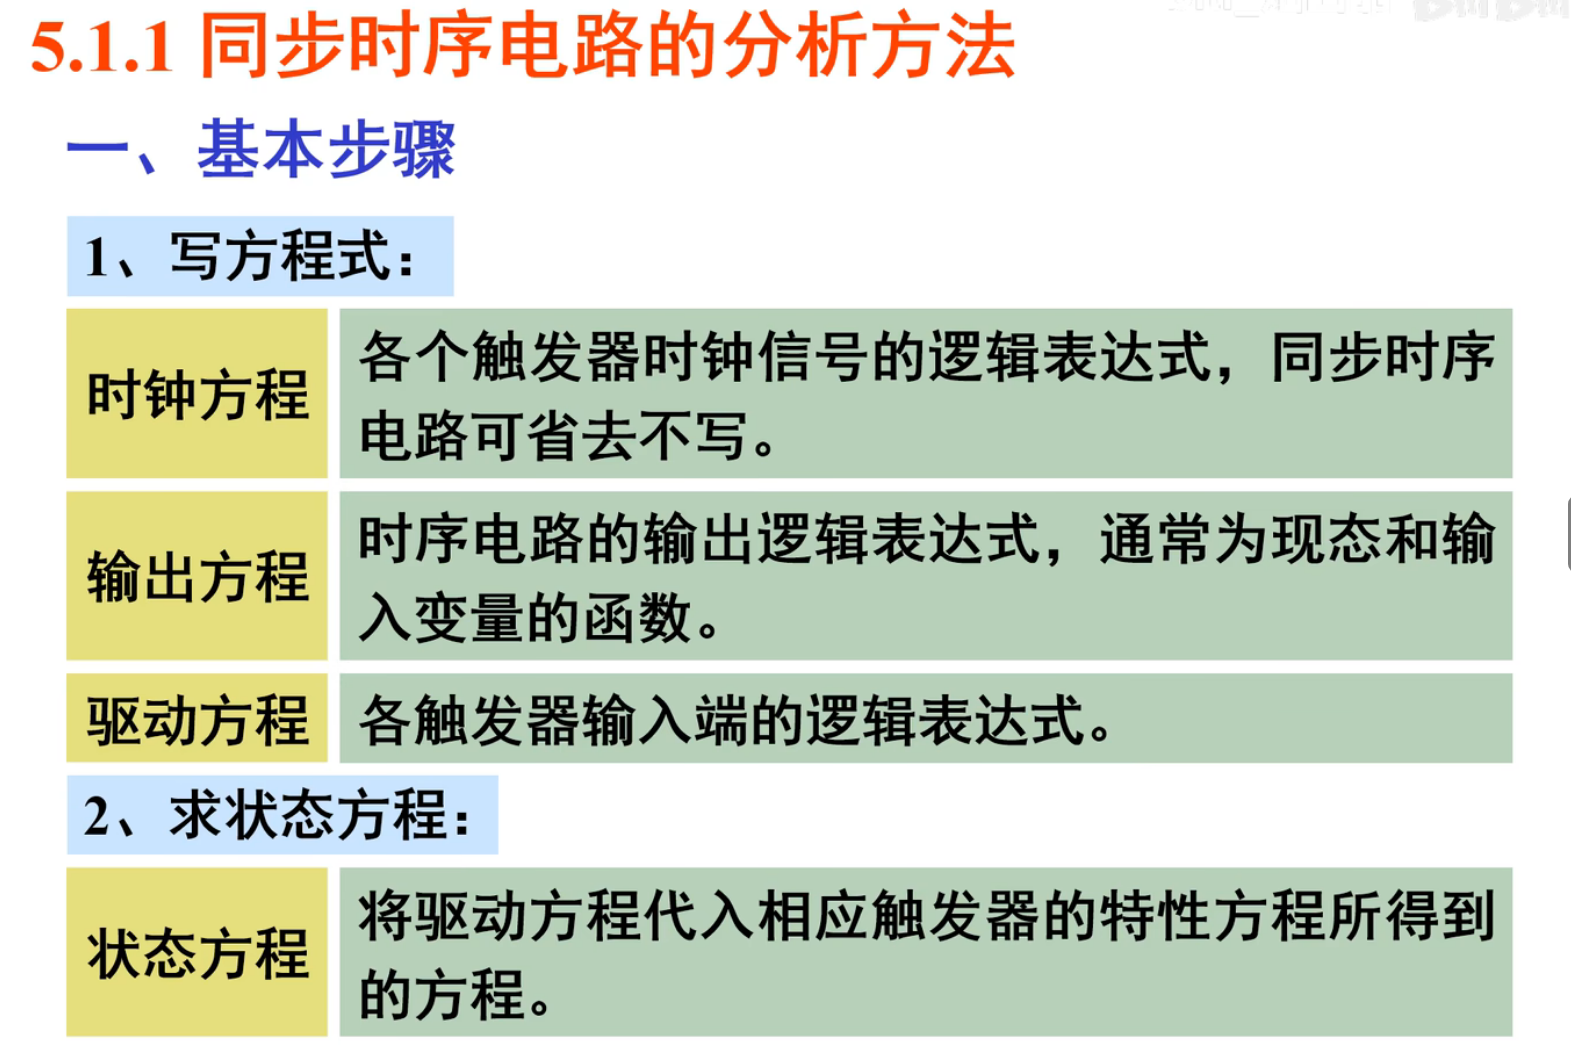 5.1.1 同步时序电路的分析方法
一、基本步骤
1、写方程式：
时钟方程
各个触发器时钟信号的逻辑表达式，同步时序
电路可省去不写。
输出方程
时序电路的输出逻辑表达式，通常为现态和输
入变量的函数。
驱动方程
各触发器输入端的逻辑表达式。
2、求状态方程：
状态方程
将驱动方程代入相应触发器的特性方程所得到
的方程。